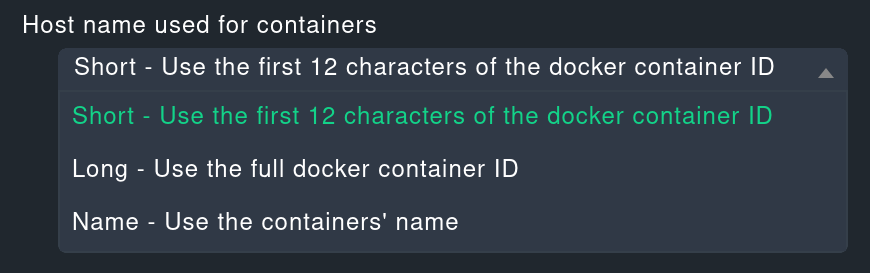 Host name used for containers
Short - Use the first 12 characters of the docker container ID
Short - Use the first 12 characters of the docker container ID
Long - Use the full docker container ID
Name - Use the containers' name